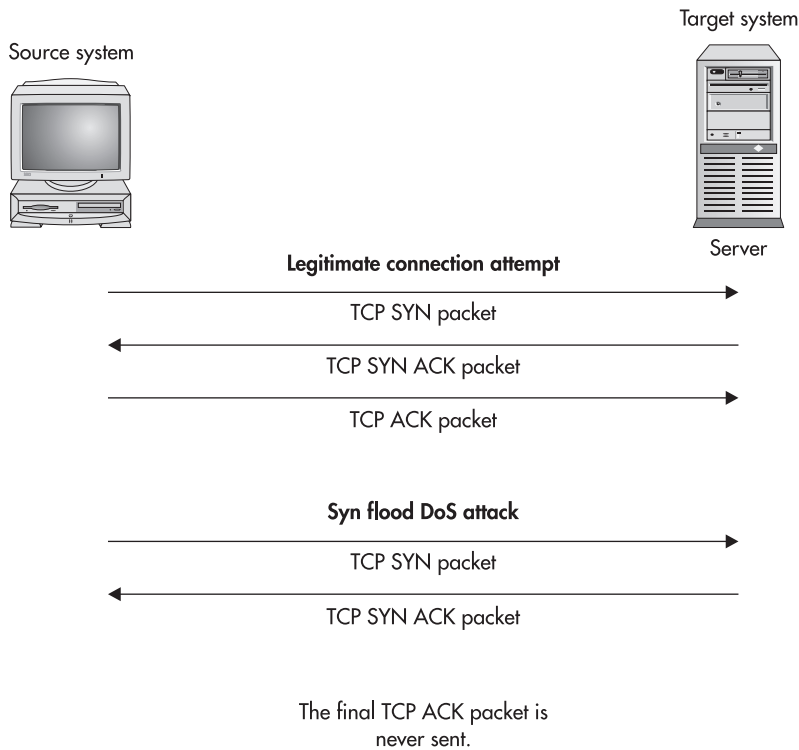 Target system
Source system
Server
Legitimate connection attempt
TCP SYN packet
TCP SYN ACK packet
TCP ACK packet
Syn flood DoS attack
TCP SYN packet
TCP SYN ACK packet
The final TCP ACK packet is
never sent.